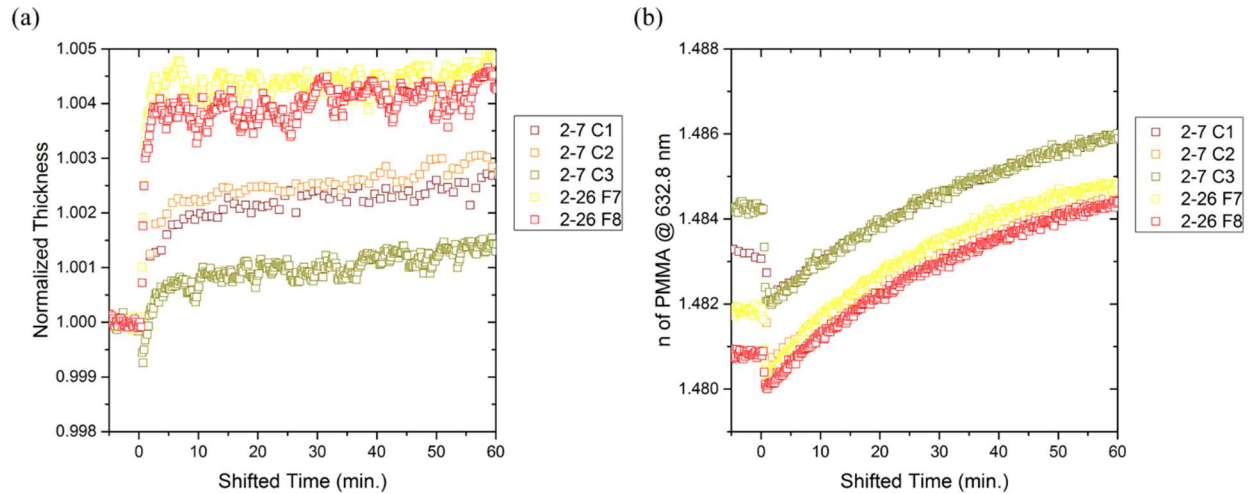 (a)
Normalized Thickness
1.005
1.004
1.003
1.002
1.001
1.000
0.999
0.998
0 10 20 30 40 50 60
Shifted Time (min.)
2-7 C1
2-7 C2
2-7 C3
2-26 F7
2-26 F8
(b)
n of PMMA @ 632.8 nm
1.488
1.486
1.484
1.482
1.480
0 10 20 30 40 50 60
Shifted Time (min.)
2-7 C1
2-7 C2
2-7 C3
2-26 F7
2-26 F8